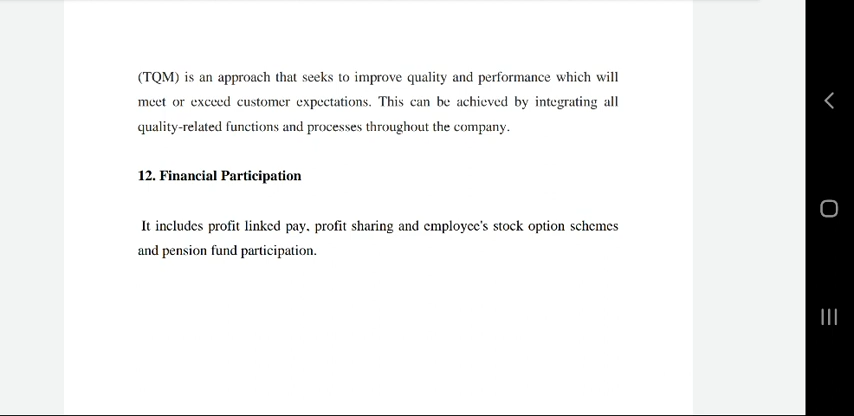 (TQM) is an approach that seeks to improve quality and performance which will
meet or exceed customer expectations. This can be achieved by integrating all
quality-related functions and processes throughout the company.
12. Financial Participation
It includes profit linked pay, profit sharing and employee's stock option schemes
and pension fund participation.